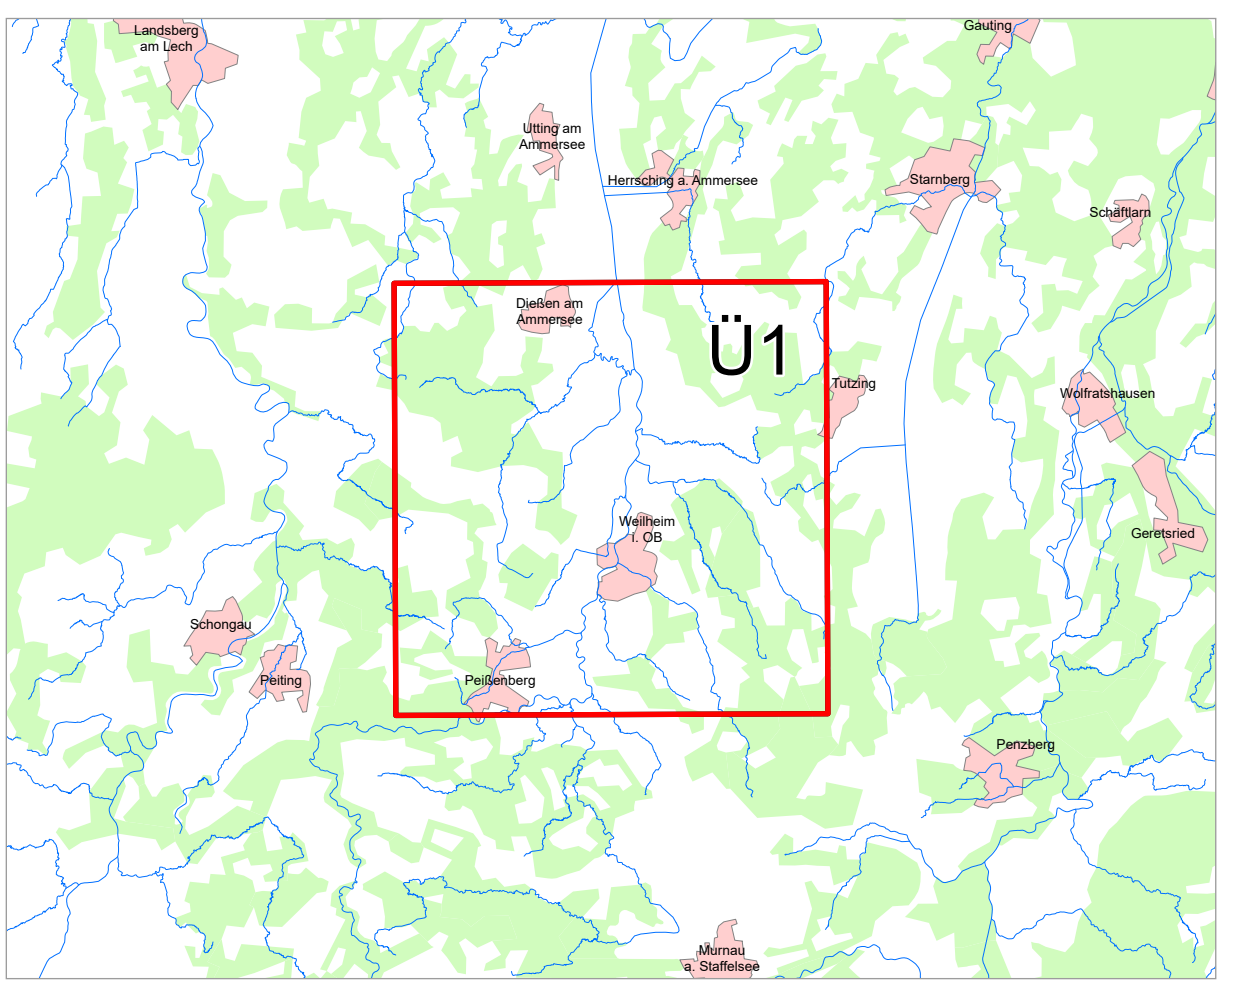 Landsberg
am Lech
Gauting
Utting am
Ammersee
Herrsching a. Ammersee
Starnberg
Schäftlarn
Dießen am
Ammersee
Ü1
Tutzing
Wolfratshausen
Weilheim
i. OB
Geretsried
Schongau
Peiting
Peißenberg
Penzberg
Murnau
a. Staffelsee